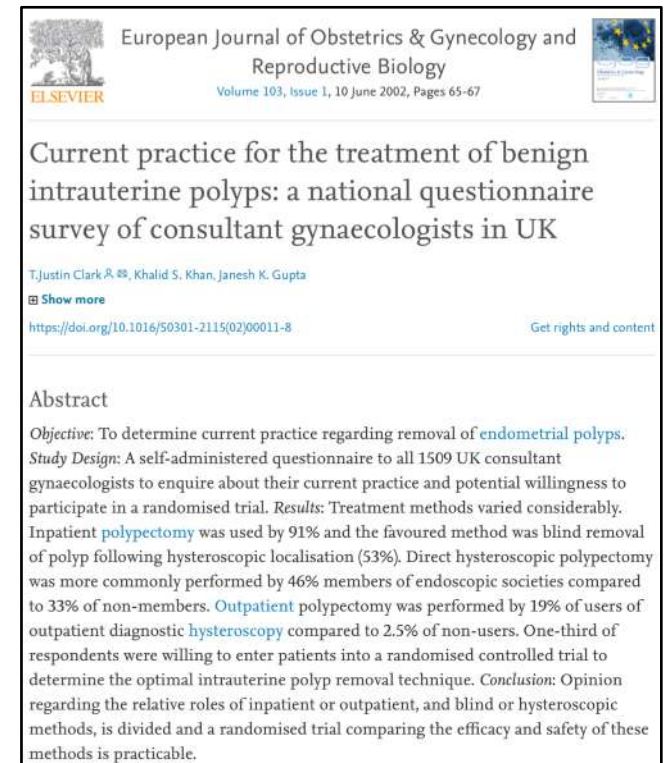 European Journal of Obstetrics & Gynecology and
Reproductive Biology
Volume 103, Issue 1, 10 June 2002, Pages 65-67
ELSEVIER
Current practice for the treatment of benign
intrauterine polyps: a national questionnaire
survey of consultant gynaecologists in UK
T.Justin Clark, Khalid S. Khan, Janesh K. Gupta
Show more
https://doi.org/10.1016/S0301-2115(02)00011-8
Get rights and content
Abstract
Objective: To determine current practice regarding removal of endometrial polyps.
Study Design: A self-administered questionnaire to all 1509 UK consultant
gynaecologists to enquire about their current practice and potential willingness to
participate in a randomised trial. Results: Treatment methods varied considerably.
Inpatient polypectomy was used by 91% and the favoured method was blind removal
of polyp following hysteroscopic localisation (53%). Direct hysteroscopic polypectomy
was more commonly performed by 46% members of endoscopic societies compared
to 33% of non-members. Outpatient polypectomy was performed by 19% of users of
outpatient diagnostic hysteroscopy compared to 2.5% of non-users. One-third of
respondents were willing to enter patients into a randomised controlled trial to
determine the optimal intrauterine polyp removal technique. Conclusion: Opinion
regarding the relative roles of inpatient or outpatient, and blind or hysteroscopic
methods, is divided and a randomised trial comparing the efficacy and safety of these
methods is practicable.